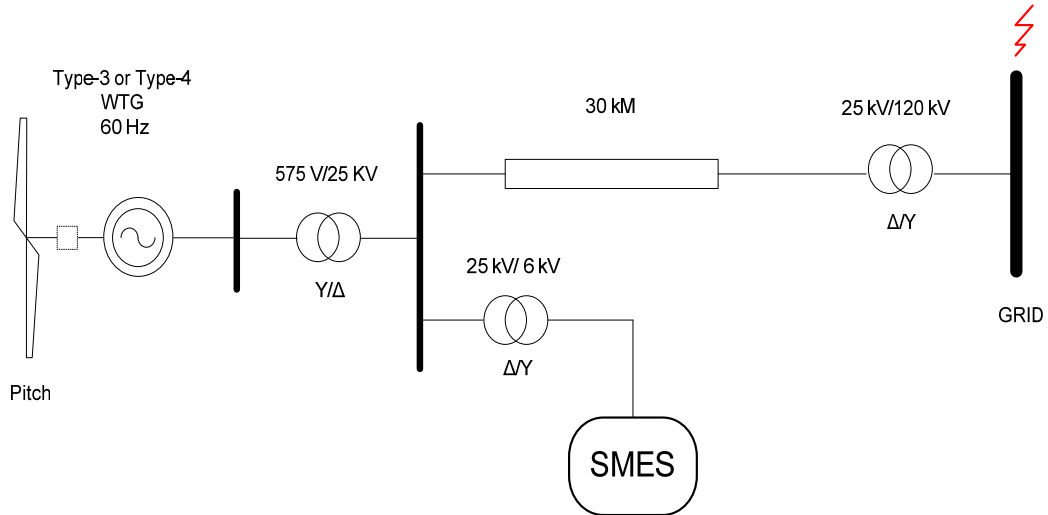 Type-3 or Type-4
WTG
60 Hz
575 V/25 KV
Y/Δ
30 kM
25 kV/120 kV
Δ/Y
25 kV/ 6 kV
Δ/Y
GRID
Pitch
SMES